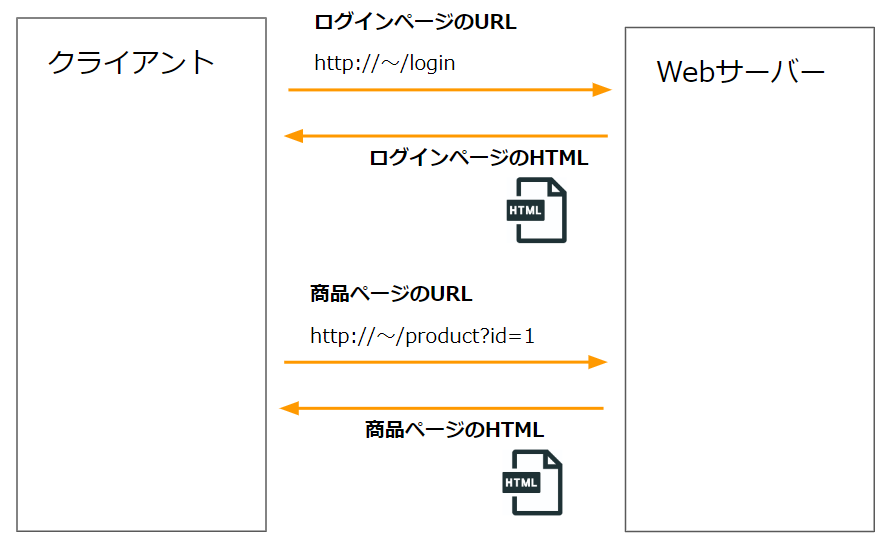 クライアント
ログインページのURL
http://～/login
Webサーバー
ログインページのHTML
HTML
商品ページのURL
http://～/product?id=1
商品ページのHTML
HTML